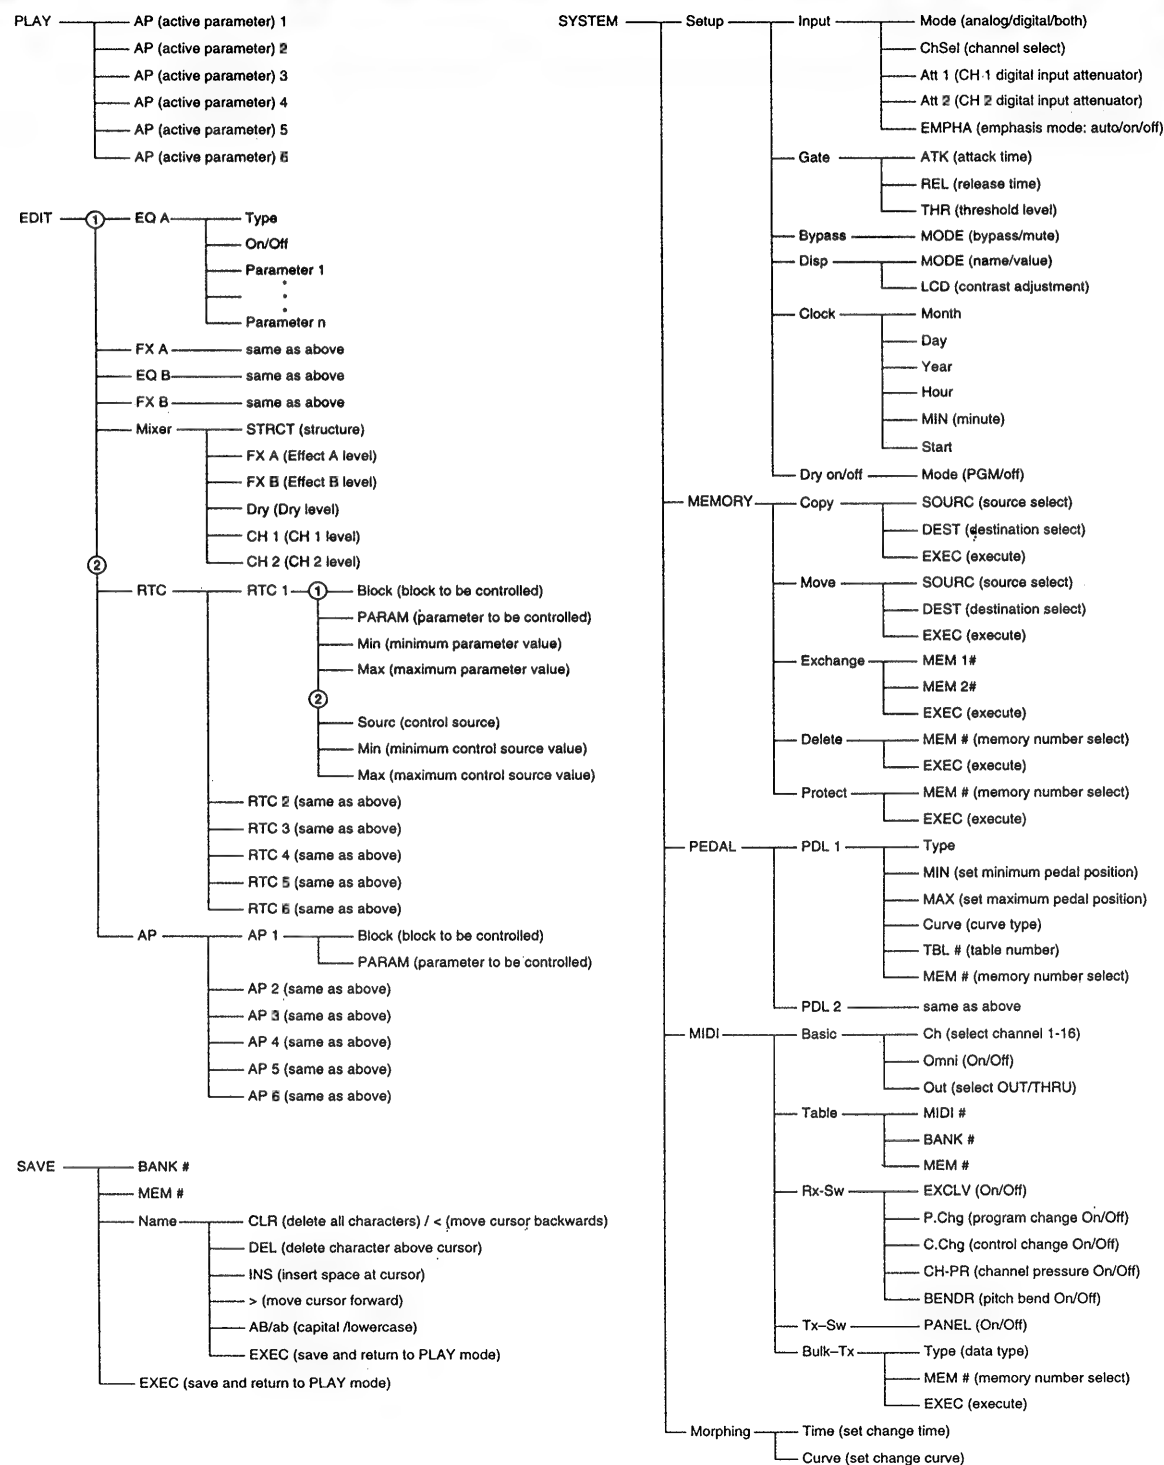 PLAY
AP (active parameter) 1
AP (active parameter) 2
AP (active parameter) 3
AP (active parameter) 4
AP (active parameter) 5
AP (active parameter) 6
EDIT
1
EQ A
Type
On/Off
Parameter 1
Parameter n
FX A
same as above
EQ B
same as above
FX B
same as above
Mixer
STRCT (structure)
FX A (Effect A level)
FX B (Effect B level)
Dry (Dry level)
CH 1 (CH 1 level)
CH 2 (CH 2 level)
2
RTC
RTC 1
1
Block (block to be controlled)
PARAM (parameter to be controlled)
Min (minimum parameter value)
Max (maximum parameter value)
2
Sourc (control source)
Min (minimum control source value)
Max (maximum control source value)
RTC 2 (same as above)
RTC 3 (same as above)
RTC 4 (same as above)
RTC 5 (same as above)
RTC 6 (same as above)
AP
AP 1
Block (block to be controlled)
PARAM (parameter to be controlled)
AP 2 (same as above)
AP 3 (same as above)
AP 4 (same as above)
AP 5 (same as above)
AP 6 (same as above)
SAVE
BANK #
MEM #
Name
CLR (delete all characters) / < (move cursor backwards)
DEL (delete character above cursor)
INS (insert space at cursor)
> (move cursor forward)
AB/ab (capital /lowercase)
EXEC (save and return to PLAY mode)
EXEC (save and return to PLAY mode)
SYSTEM
Setup
Input
Mode (analog/digital/both)
ChSel (channel select)
Att 1 (CH 1 digital input attenuator)
Att 2 (CH 2 digital input attenuator)
EMPHA (emphasis mode: auto/on/off)
Gate
ATK (attack time)
REL (release time)
THR (threshold level)
Bypass
MODE (bypass/mute)
Disp
MODE (name/value)
LCD (contrast adjustment)
Clock
Month
Day
Year
Hour
MIN (minute)
Start
Dry on/off
Mode (PGM/off)
MEMORY
Copy
SOURC (source select)
DEST (destination select)
EXEC (execute)
Move
SOURC (source select)
DEST (destination select)
EXEC (execute)
Exchange
MEM 1#
MEM 2#
EXEC (execute)
Delete
MEM # (memory number select)
EXEC (execute)
Protect
MEM # (memory number select)
EXEC (execute)
PEDAL
PDL 1
Type
MIN (set minimum pedal position)
MAX (set maximum pedal position)
Curve (curve type)
TBL # (table number)
MEM # (memory number select)
PDL 2
same as above
MIDI
Basic
Ch (select channel 1-16)
Omni (On/Off)
Out (select OUT/THRU)
Table
MIDI #
BANK #
MEM #
Rx-Sw
EXCLV (On/Off)
P.Chg (program change On/Off)
C.Chg (control change On/Off)
CH-PR (channel pressure On/Off)
BENDR (pitch bend On/Off)
Tx–Sw
PANEL (On/Off)
Bulk–Tx
Type (data type)
MEM # (memory number select)
EXEC (execute)
Morphing
Time (set change time)
Curve (set change curve)